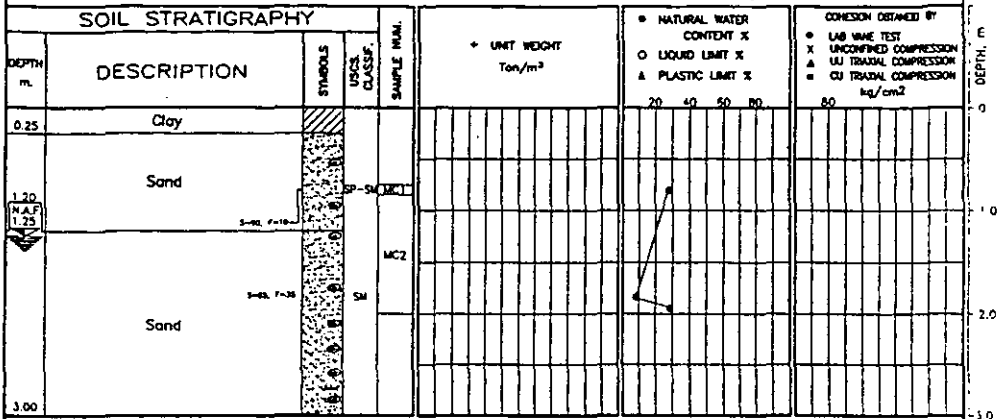 SOIL STRATIGRAPHY
DEPTH m.
DESCRIPTION
SYMBOLS
USCS. CLASSIF.
SAMPLE NUM.
+ UNIT WEIGHT
Ton/m³
● NATURAL WATER
CONTENT %
○ LIQUID LIMIT %
▲ PLASTIC LIMIT %
20 40 60 80
COHESION OBTANED BY
● LAB VANE TEST
X UNCONFINED COMPRESSION
▲ UU TRIAXIAL COMPRESSION
■ CU TRIAXIAL COMPRESSION
kg/cm2
80
DEPTH,
0
0.25
Clay
Sand
SP-SM
1.20
N.A.F.
1.25
1.0
MC2
SM
Sand
2.0
3.00
3.0